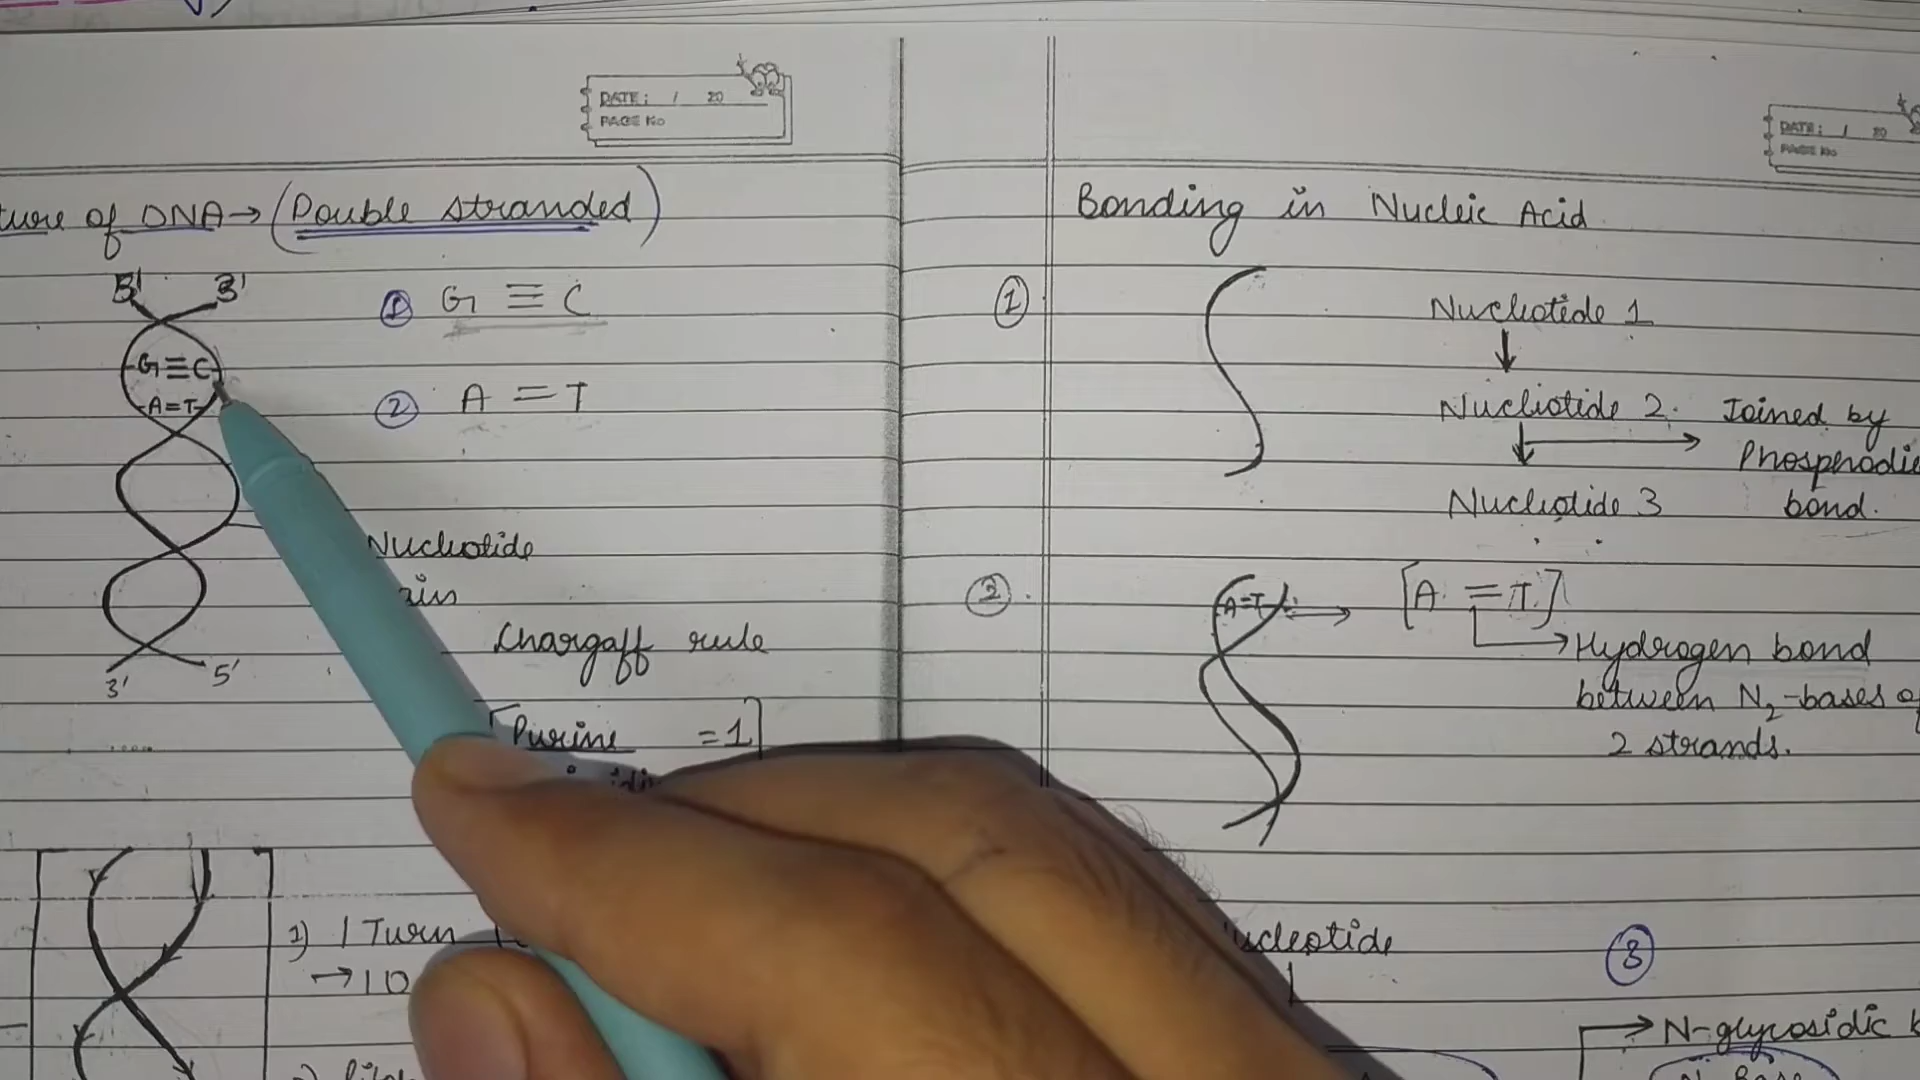 DATE: / 20
PAGE No
ture of DNA→ (Double stranded)
5' 3'
G≡C
A=T
① G ≡ C
② A = T
Nucleotide
Chargaff rule
Purine = 1
3' 5'
1) 1 Turn
→10
DATE: / 20
PAGE No
Bonding in Nucleic Acid
①
Nucleotide 1
Nucleotide 2. Joined by
Phosphodie
Nucleotide 3 bond.
②
A=T → [A = T]
Hydrogen bond
between N₂-bases of
2 strands.
ucleotide
③
→ N-glycosidic b